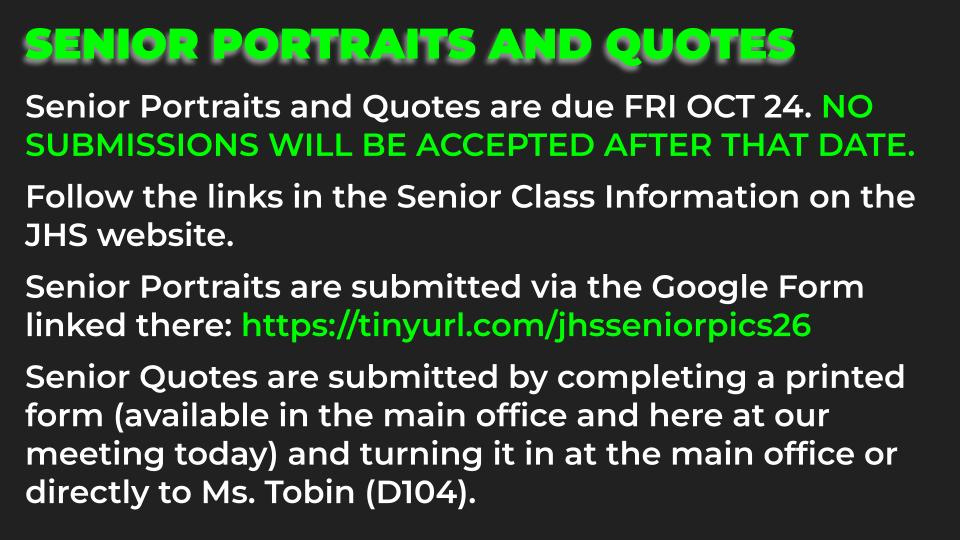 SENIOR PORTRAITS AND QUOTES
Senior Portraits and Quotes are due FRI OCT 24. NO
SUBMISSIONS WILL BE ACCEPTED AFTER THAT DATE.
Follow the links in the Senior Class Information on the
JHS website.
Senior Portraits are submitted via the Google Form
linked there: https://tinyurl.com/jhsseniorpics26
Senior Quotes are submitted by completing a printed
form (available in the main office and here at our
meeting today) and turning it in at the main office or
directly to Ms. Tobin (D104).